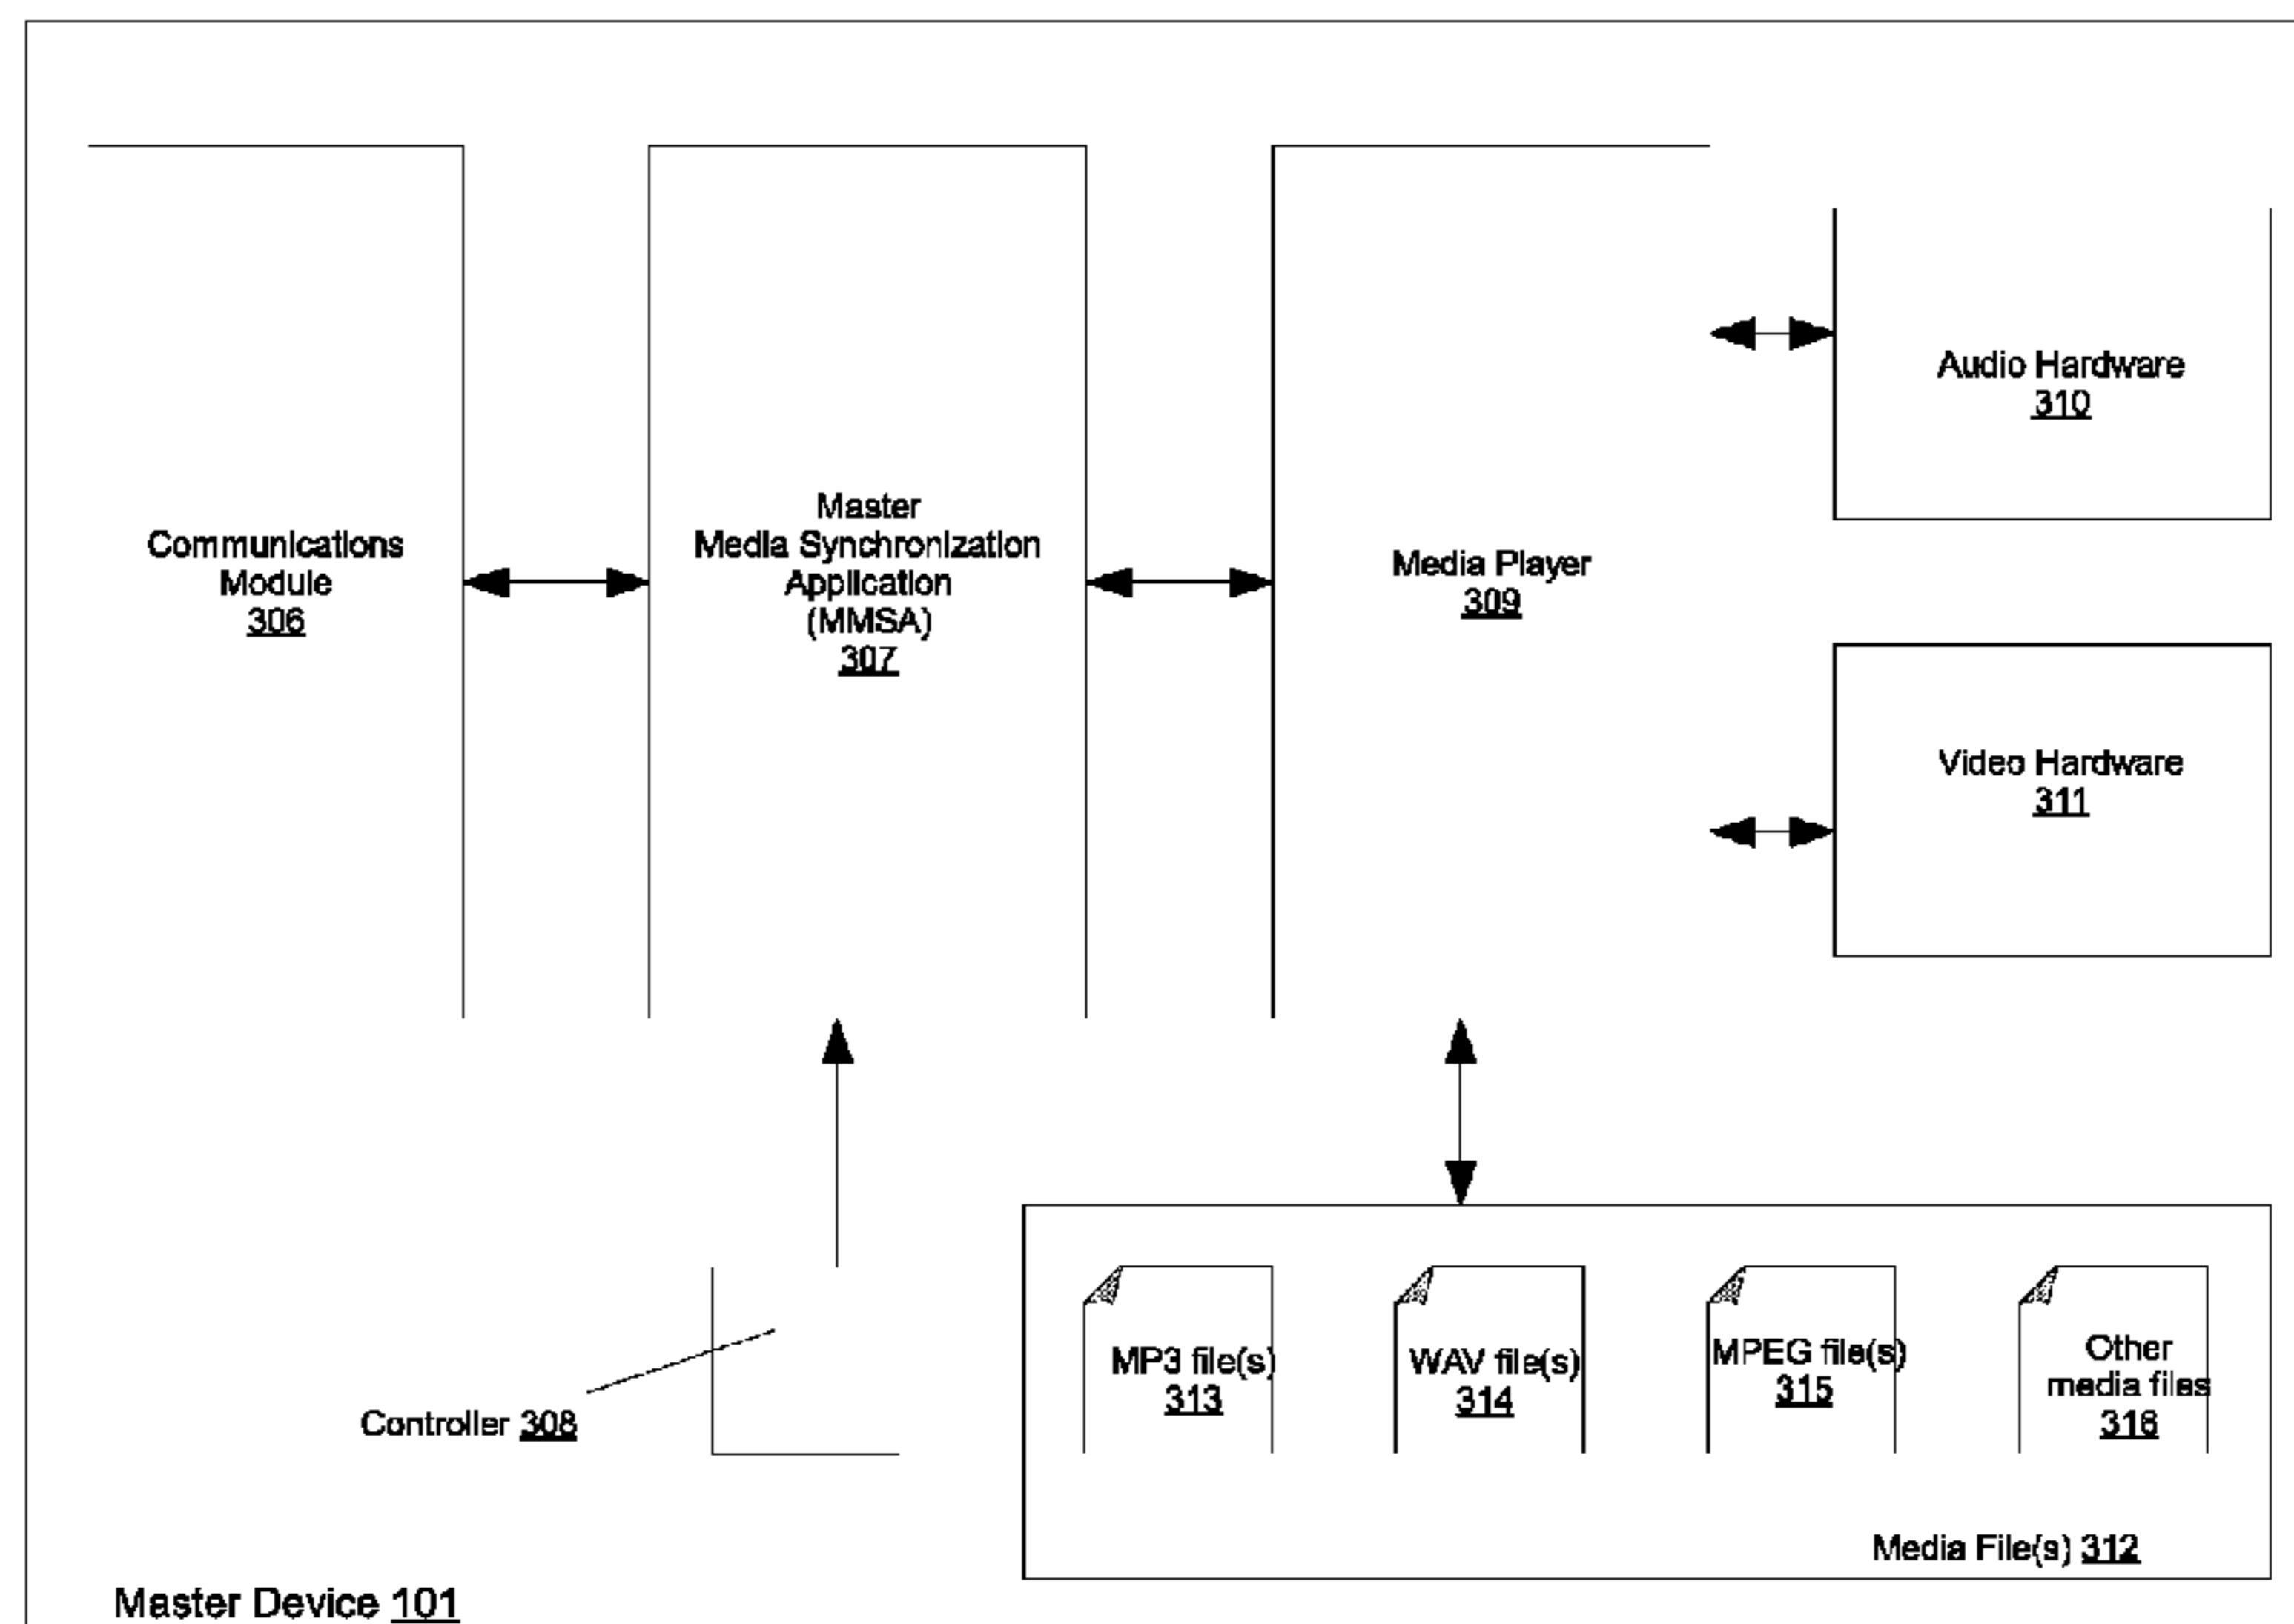 Communications
Module
306
Master
Media Synchronization
Application
(MMSA)
307
Media Player
309
Audio Hardware
310
Video Hardware
311
Controller 308
MP3 file(s)
313
WAV file(s)
314
MPEG file(s)
315
Other
media files
316
Media File(s) 312
Master Device 101